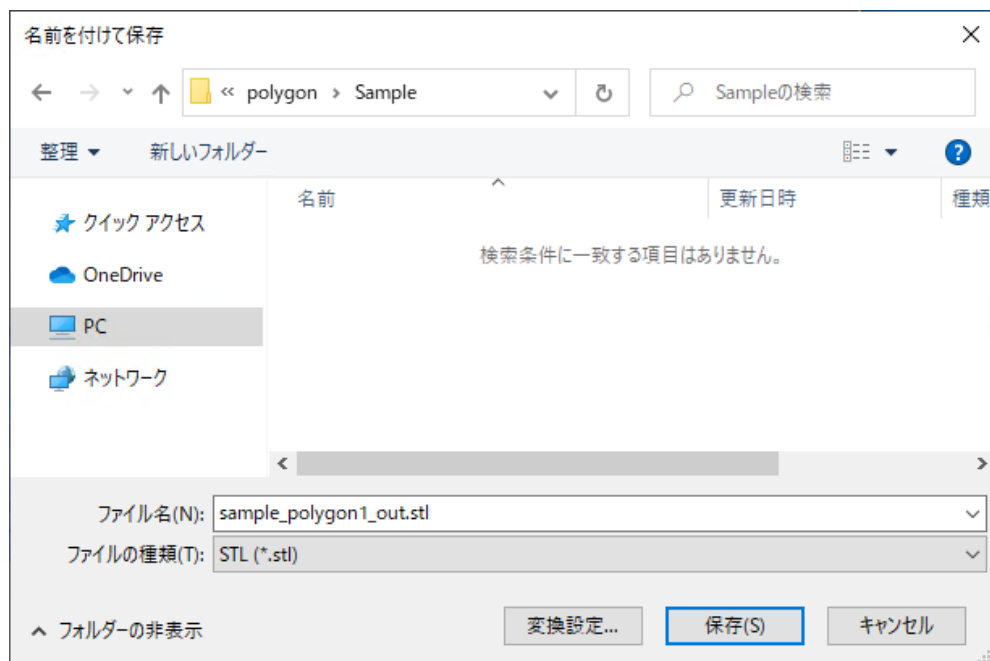 名前を付けて保存
« polygon › Sample
Sampleの検索
整理
新しいフォルダー
名前
更新日時
種類
クイック アクセス
検索条件に一致する項目はありません。
OneDrive
PC
ネットワーク
ファイル名(N): sample_polygon1_out.stl
ファイルの種類(T): STL (*.stl)
フォルダーの非表示
変換設定...
保存(S)
キャンセル